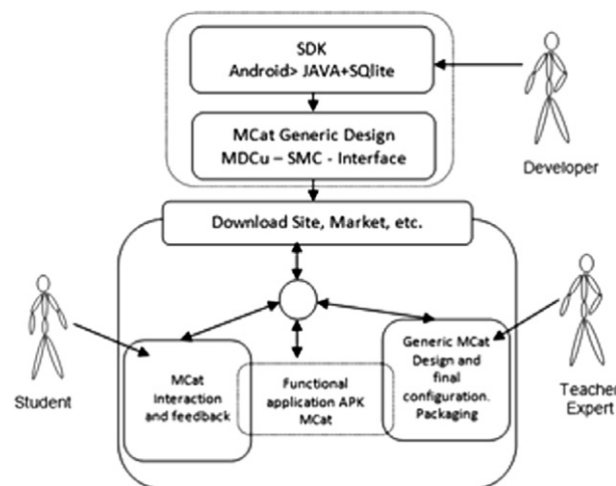 SDK
Android> JAVA+SQlite
MCat Generic Design
MDCu – SMC - Interface
Developer
Download Site, Market, etc.
Student
MCat
Interaction
and feedback
Functional
application APK
MCat
Generic MCat
Design and
final
configuration.
Packaging
Teacher
Expert